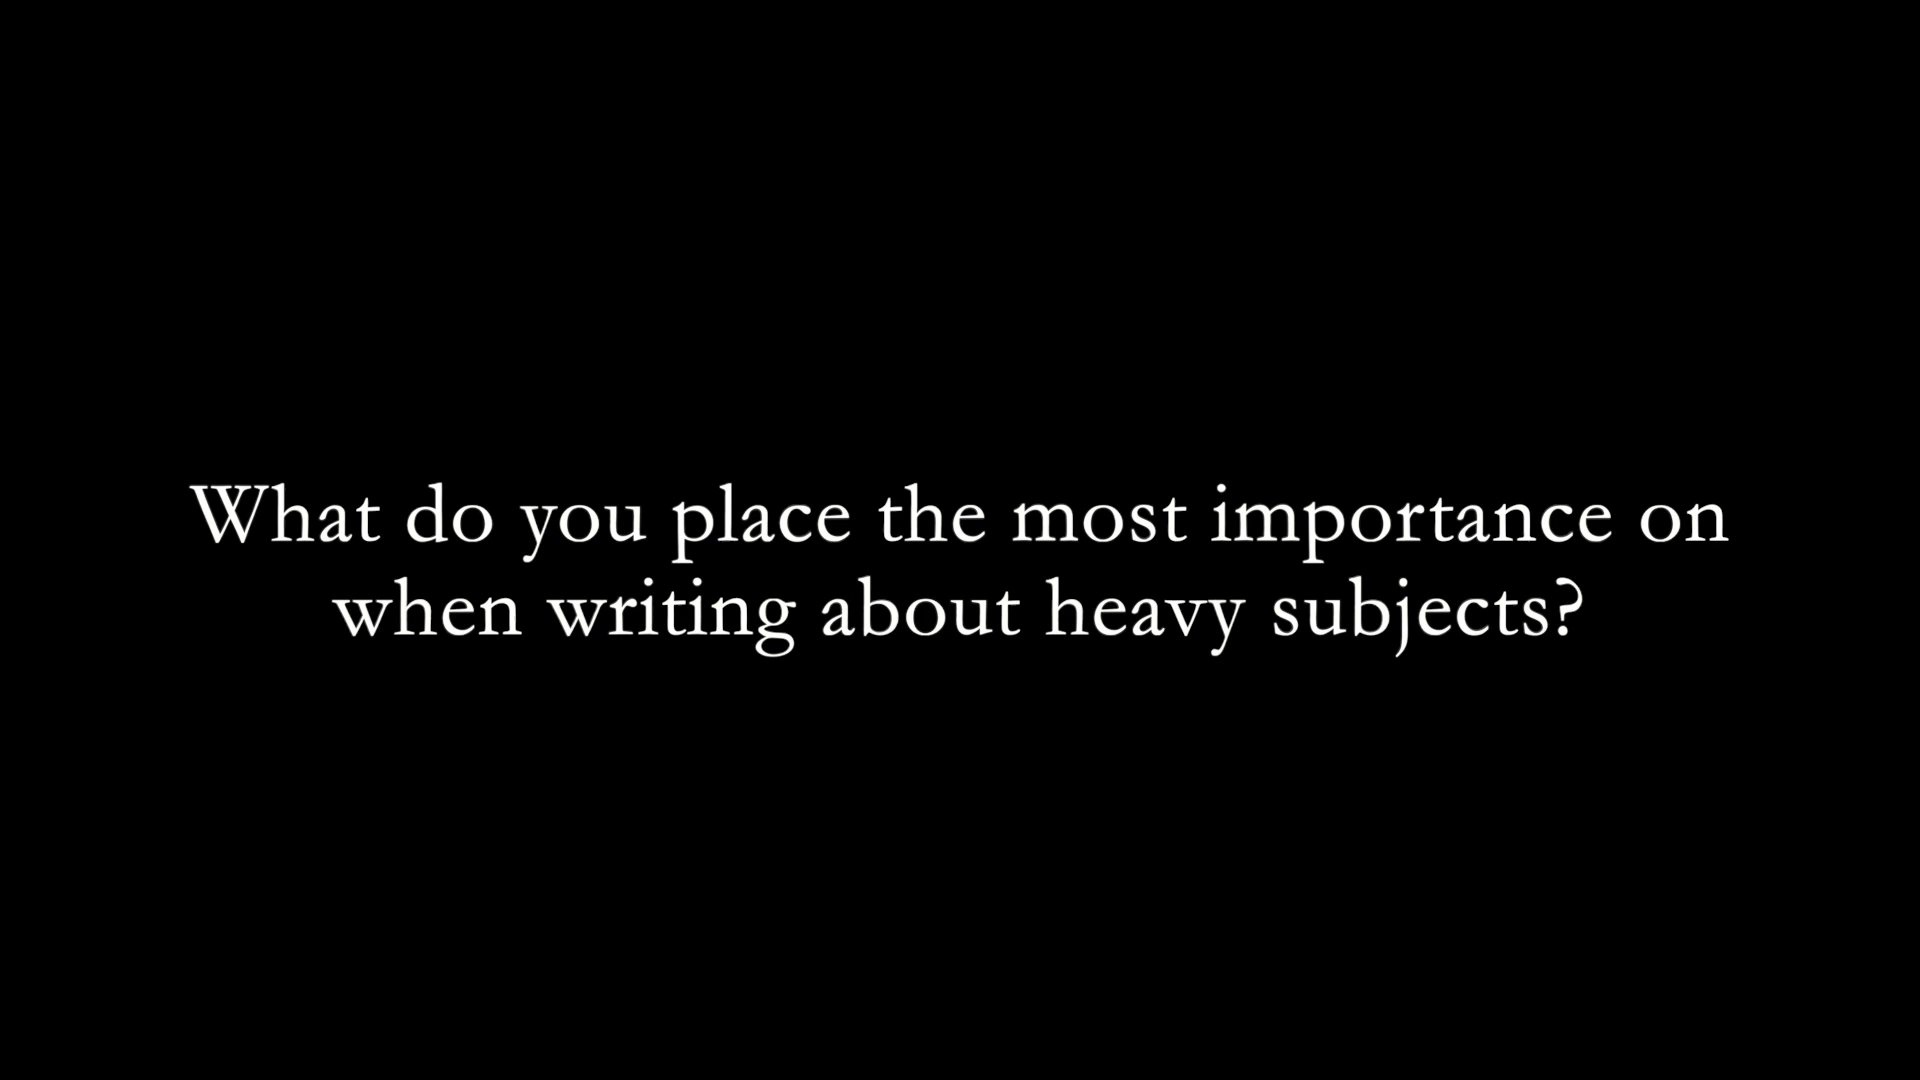 What do you place the most importance on
when writing about heavy subjects?